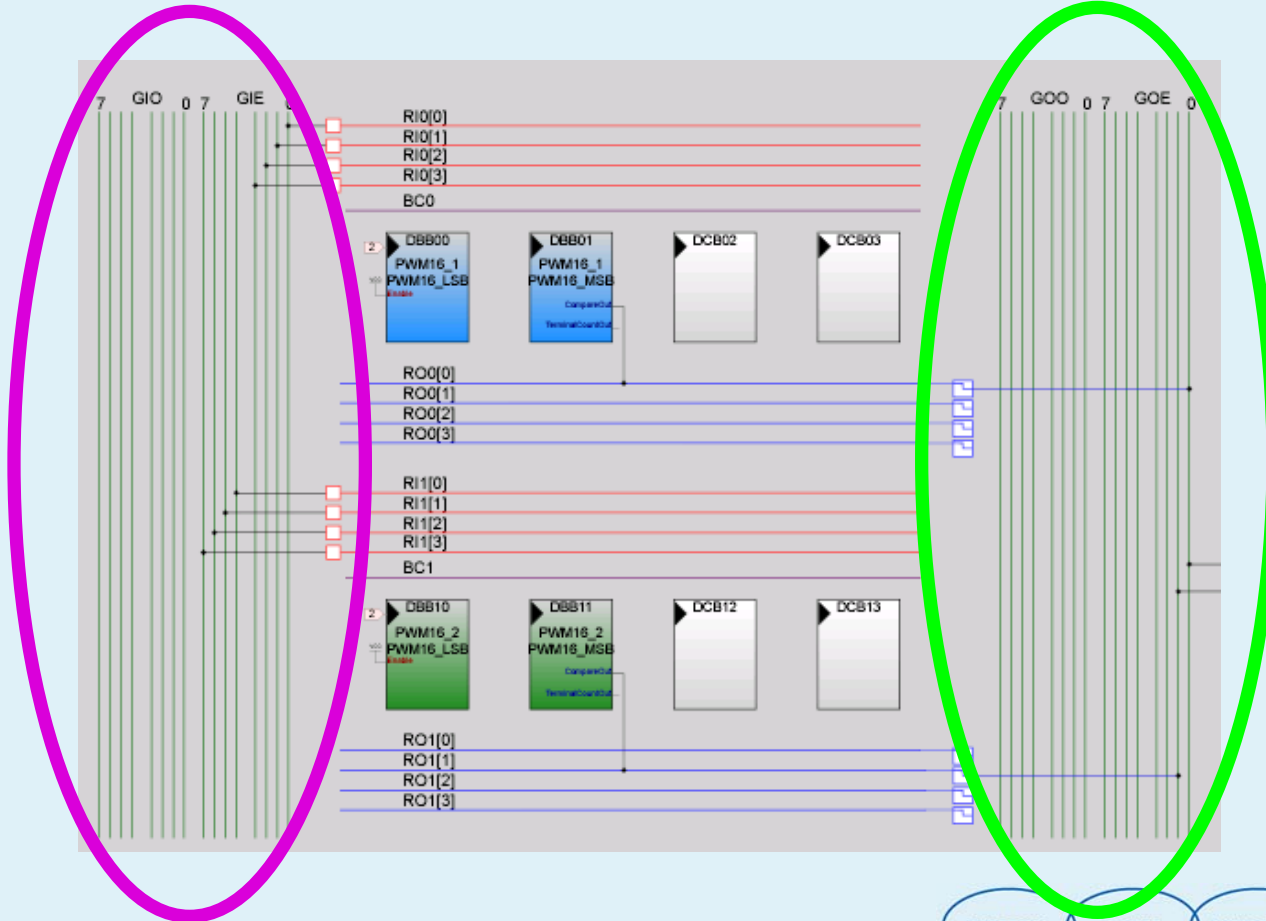 7 GIO 0 7 GIE 0
7 GOO 0 7 GOE 0
RI0[0]
RI0[1]
RI0[2]
RI0[3]
BC0
DBB00
DBB01
DCB02
DCB03
2
PWM16_1
PWM16_LSB
Enable
PWM16_1
PWM16_MSB
CompareOut
TerminalCountOut
RO0[0]
RO0[1]
RO0[2]
RO0[3]
RI1[0]
RI1[1]
RI1[2]
RI1[3]
BC1
DBB10
DBB11
DCB12
DCB13
2
PWM16_2
PWM16_LSB
Enable
PWM16_2
PWM16_MSB
CompareOut
TerminalCountOut
RO1[0]
RO1[1]
RO1[2]
RO1[3]